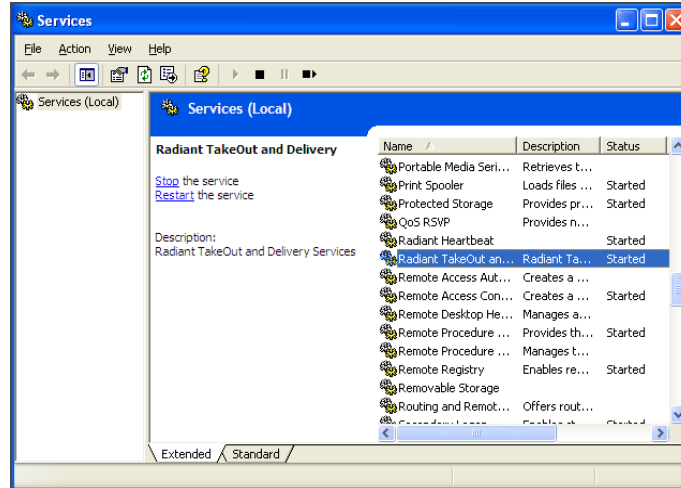 Services
File Action View Help
Services (Local)
Services (Local)
Radiant TakeOut and Delivery
Stop the service
Restart the service
Description:
Radiant TakeOut and Delivery Services
Name Description Status
Portable Media Seri... Retrieves t...
Print Spooler Loads files ... Started
Protected Storage Provides pr... Started
QoS RSVP Provides n...
Radiant Heartbeat Started
Radiant TakeOut an... Radiant Ta... Started
Remote Access Aut... Creates a ...
Remote Access Con... Creates a ... Started
Remote Desktop He... Manages a...
Remote Procedure ... Provides th... Started
Remote Procedure ... Manages t...
Remote Registry Enables re... Started
Removable Storage
Routing and Remot... Offers rout...
Extended Standard